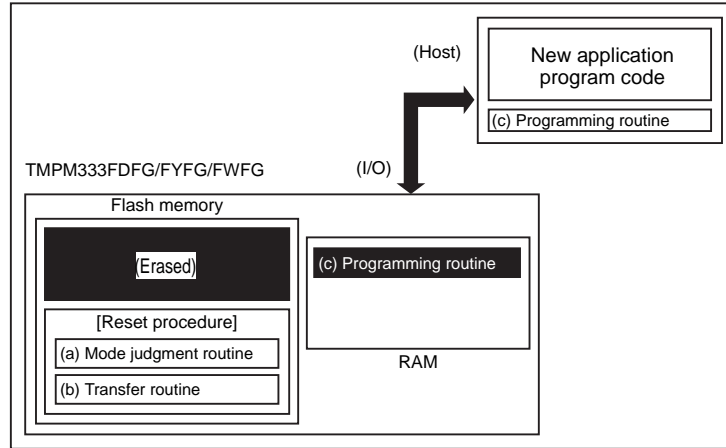 (Host)
New application
program code
(c) Programming routine
TMPM333FDFG/FYFG/FWFG
(I/O)
Flash memory
(Erased)
(c) Programming routine
[Reset procedure]
(a) Mode judgment routine
(b) Transfer routine
RAM